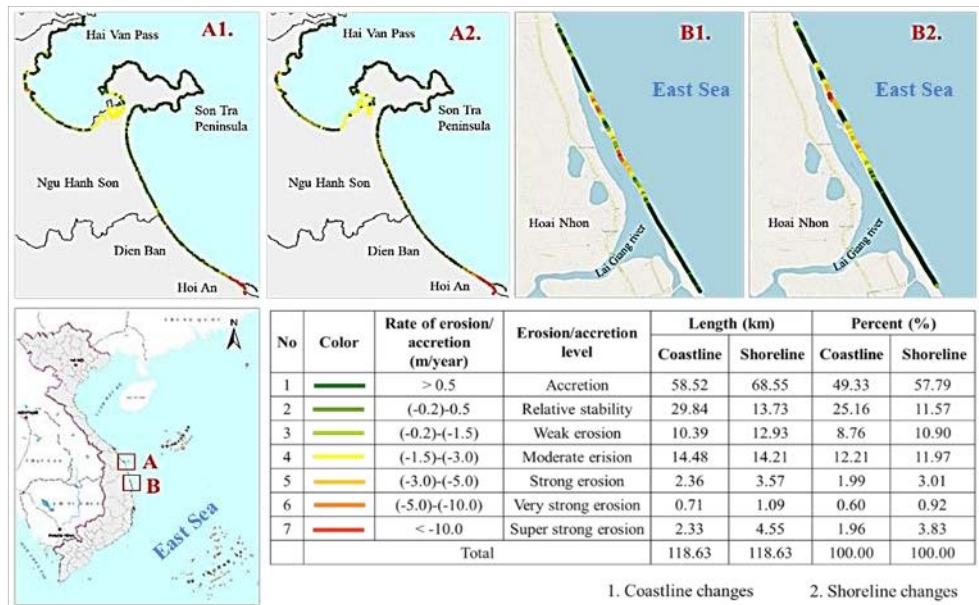 A1.
Hai Van Pass
Son Tra
Peninsula
Ngu Hanh Son
Dien Ban
Hoi An
A2.
Hai Van Pass
Son Tra
Peninsula
Ngu Hanh Son
Dien Ban
Hoi An
B1.
East Sea
Hoai Nhon
Lai Giang river
B2.
East Sea
Hoai Nhon
Lai Giang river
N
A
B
East Sea
No Color Rate of erosion/ accretion (m/year) Erosion/accretion level Length (km) Percent (%)
Coastline Shoreline Coastline Shoreline
1 > 0.5 Accretion 58.52 68.55 49.33 57.79
2 (-0.2)-0.5 Relative stability 29.84 13.73 25.16 11.57
3 (-0.2)-(-1.5) Weak erosion 10.39 12.93 8.76 10.90
4 (-1.5)-(-3.0) Moderate erision 14.48 14.21 12.21 11.97
5 (-3.0)-(-5.0) Strong erosion 2.36 3.57 1.99 3.01
6 (-5.0)-(-10.0) Very strong erosion 0.71 1.09 0.60 0.92
7 < -10.0 Super strong erosion 2.33 4.55 1.96 3.83
Total 118.63 118.63 100.00 100.00
1. Coastline changes 2. Shoreline changes